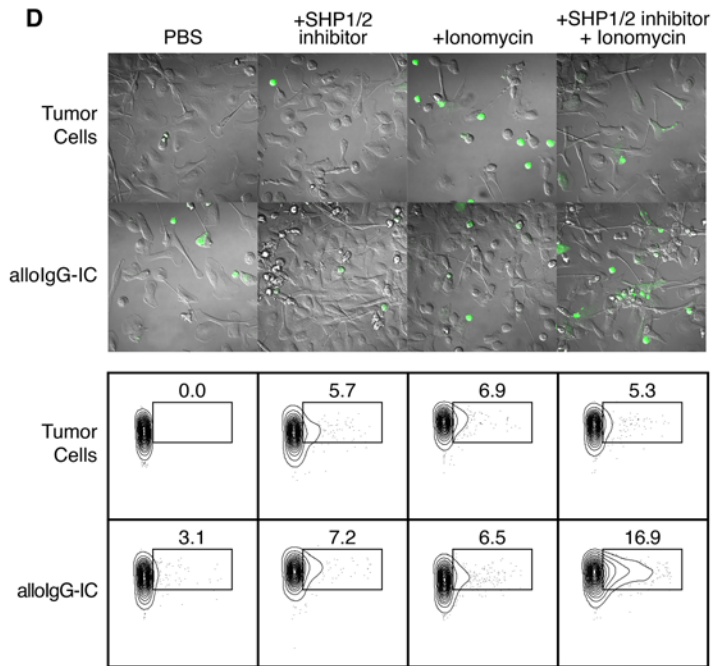 D
PBS
+SHP1/2
inhibitor
+Ionomycin
+SHP1/2 inhibitor
+ Ionomycin
Tumor
Cells
alloIgG-IC
Tumor
Cells
0.0
5.7
6.9
5.3
alloIgG-IC
3.1
7.2
6.5
16.9